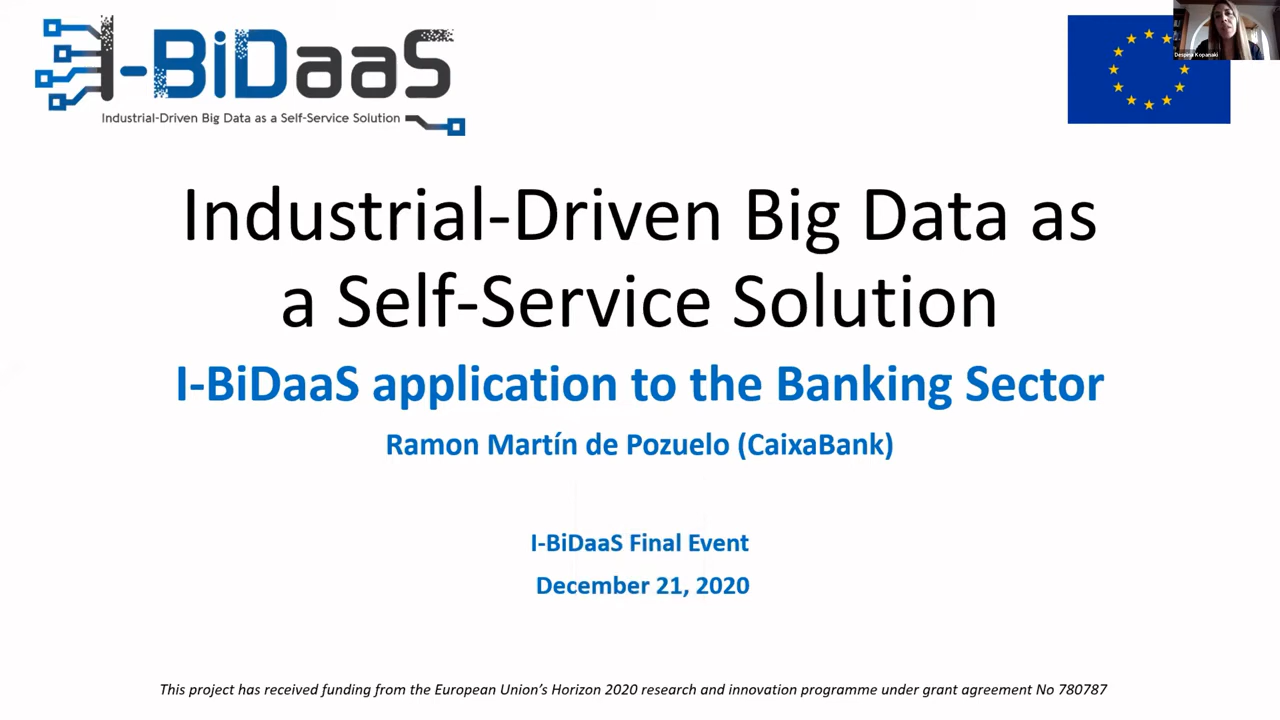 I-BiDaaS
Industrial-Driven Big Data as a Self-Service Solution
Despina Kopanaki
Industrial-Driven Big Data as
a Self-Service Solution
I-BiDaaS application to the Banking Sector
Ramon Martín de Pozuelo (CaixaBank)
I-BiDaaS Final Event
December 21, 2020
This project has received funding from the European Union's Horizon 2020 research and innovation programme under grant agreement No 780787